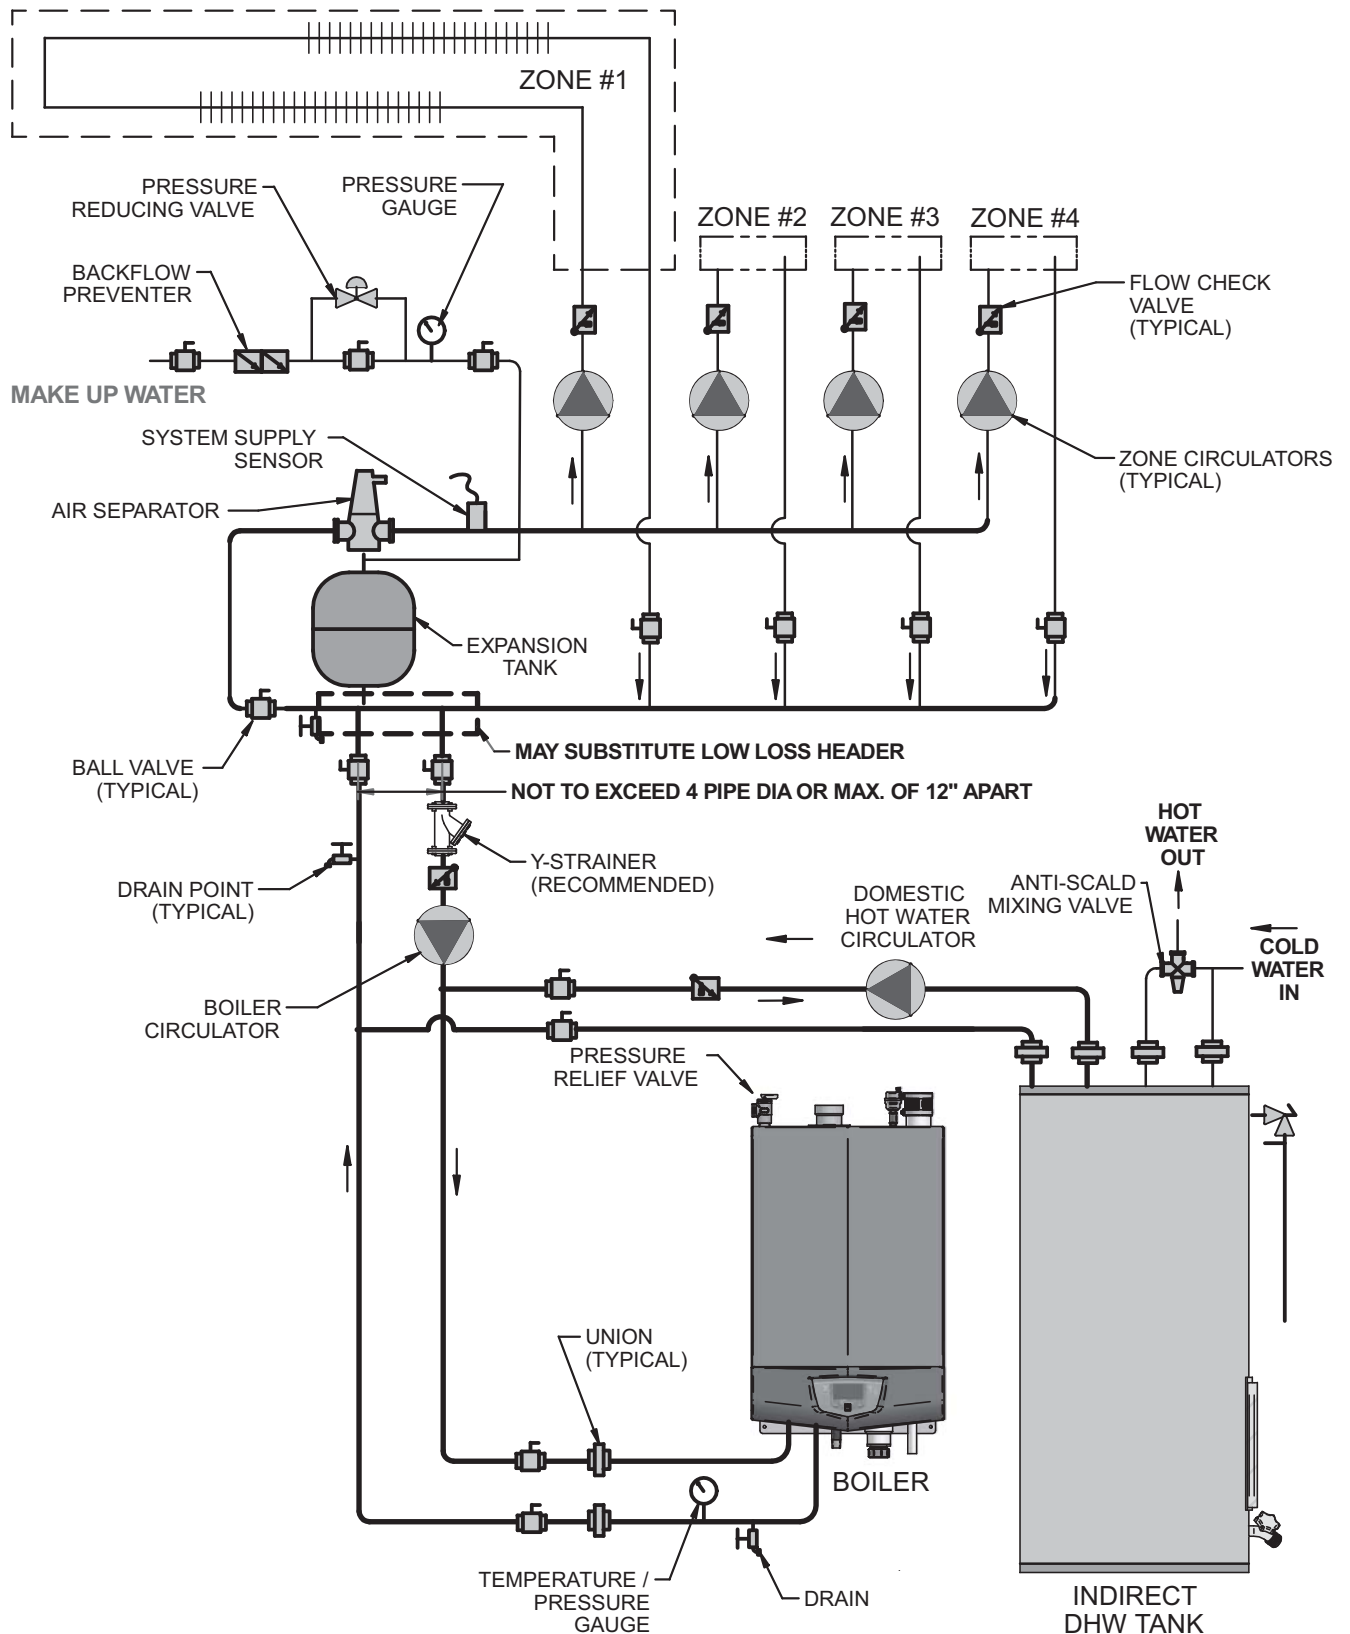 ZONE #1
PRESSURE
REDUCING VALVE
PRESSURE
GAUGE
ZONE #2
ZONE #3
ZONE #4
BACKFLOW
PREVENTER
FLOW CHECK
VALVE
(TYPICAL)
MAKE UP WATER
SYSTEM SUPPLY
SENSOR
ZONE CIRCULATORS
(TYPICAL)
AIR SEPARATOR
EXPANSION
TANK
BALL VALVE
(TYPICAL)
MAY SUBSTITUTE LOW LOSS HEADER
NOT TO EXCEED 4 PIPE DIA OR MAX. OF 12" APART
HOT
WATER
OUT
Y-STRAINER
(RECOMMENDED)
DRAIN POINT
(TYPICAL)
DOMESTIC
HOT WATER
CIRCULATOR
ANTI-SCALD
MIXING VALVE
COLD
WATER
IN
BOILER
CIRCULATOR
PRESSURE
RELIEF VALVE
UNION
(TYPICAL)
BOILER
TEMPERATURE /
PRESSURE
GAUGE
DRAIN
INDIRECT
DHW TANK